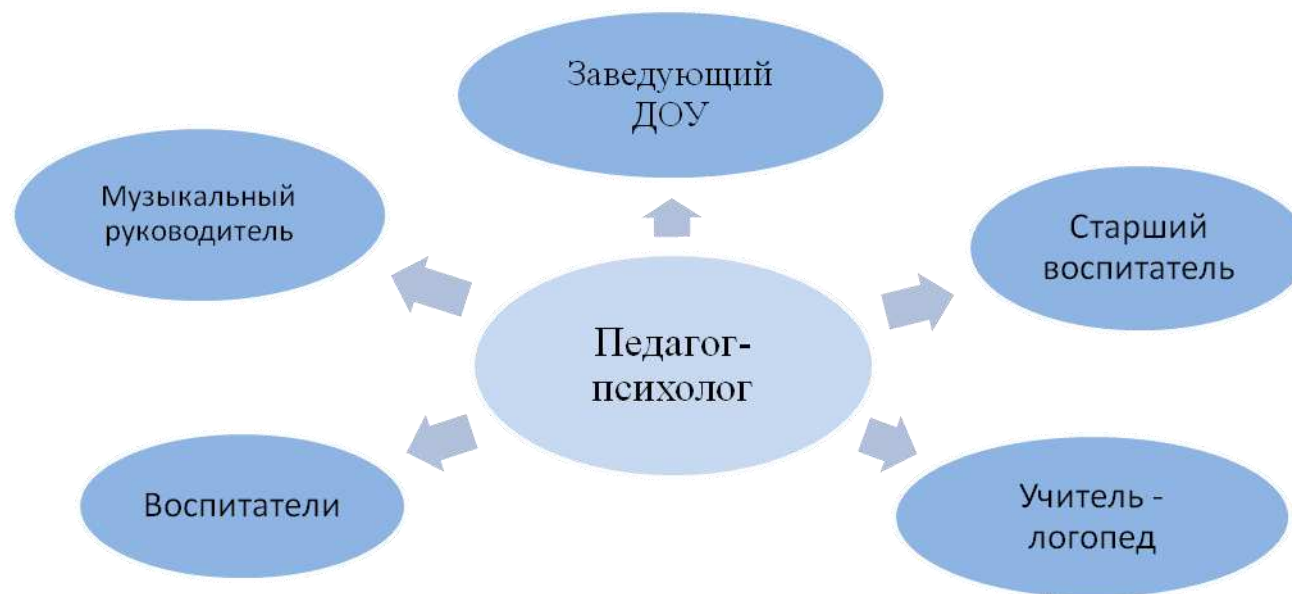 Заведующий
ДОУ
Музыкальный
руководитель
Старший
воспитатель
Педагог-
психолог
Воспитатели
Учитель -
логопед